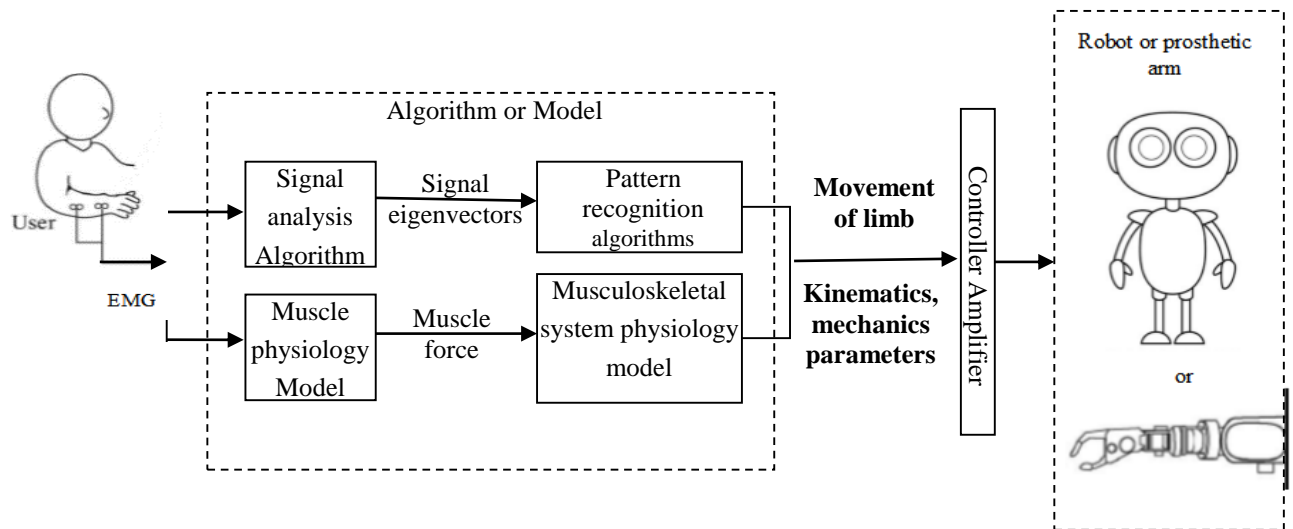 User
EMG
Algorithm or Model
Signal
analysis
Algorithm
Signal
eigenvectors
Pattern
recognition
algorithms
Muscle
physiology
Model
Muscle
force
Musculoskeletal
system physiology
model
Movement
of limb
Kinematics,
mechanics
parameters
Controller Amplifier
Robot or prosthetic
arm
or